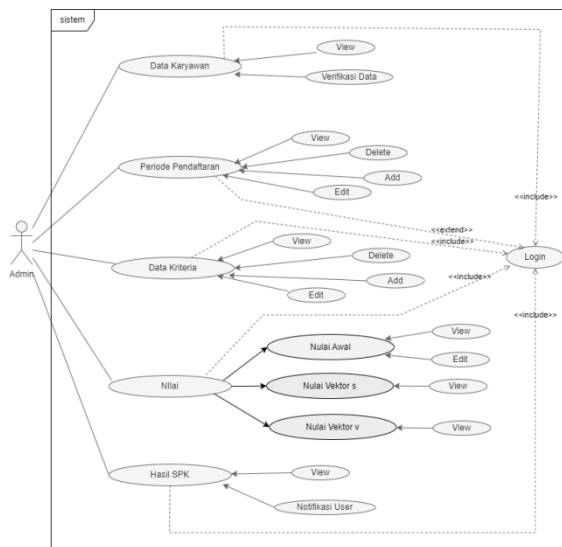 sistem
View
Data Karyawan
Verifikasi Data
View
Delete
Periode Pendaftaran
Add
Edit
<<include>>
<<extend>>
<<include>>
View
Login
Admin
Delete
Data Kriteria
<<include>>
Add
Edit
<<include>>
View
Nulai Awal
Edit
NIlai
Nulai Vektor s
View
Nulai Vektor v
View
View
Hasil SPK
Notifikasi User